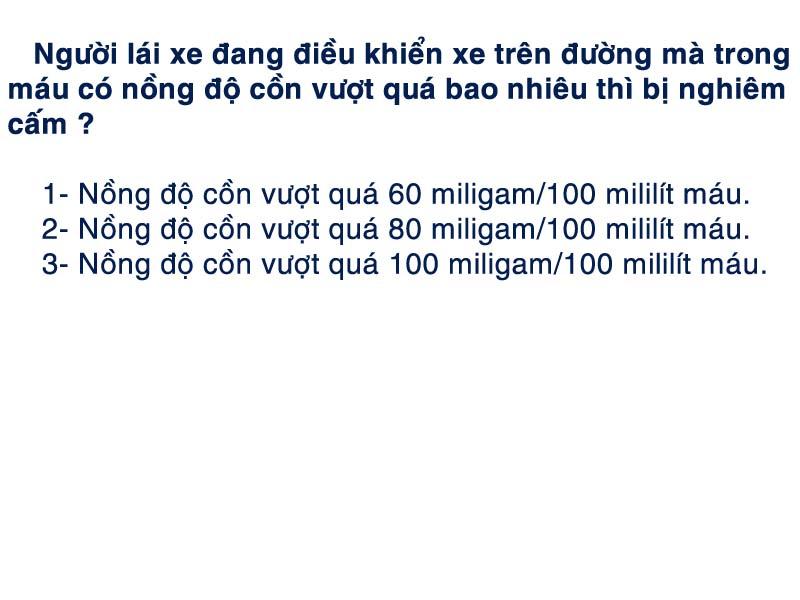 Người lái xe đang điều khiển xe trên đường mà trong
máu có nồng độ cồn vượt quá bao nhiêu thì bị nghiêm
cấm ?
1- Nồng độ cồn vượt quá 60 miligam/100 mililít máu.
2- Nồng độ cồn vượt quá 80 miligam/100 mililít máu.
3- Nồng độ cồn vượt quá 100 miligam/100 mililít máu.